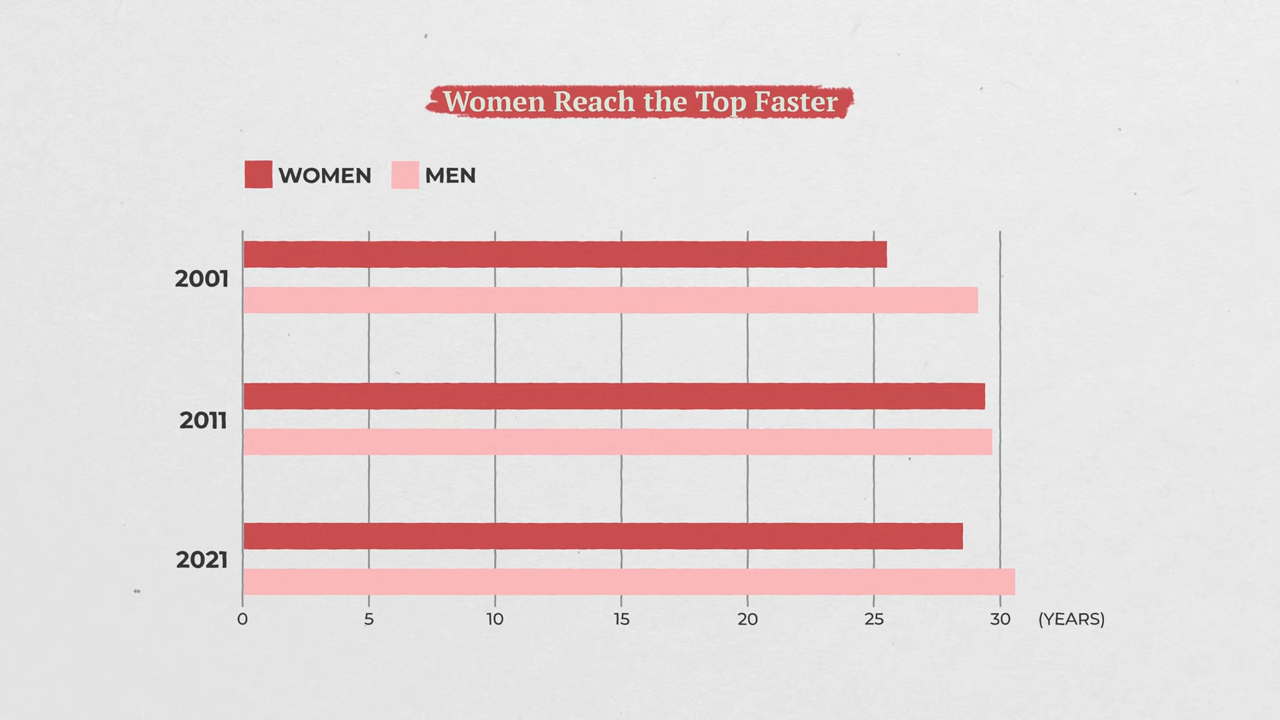 Women Reach the Top Faster
WOMEN MEN
2001
2011
2021
0 5 10 15 20 25 30 (YEARS)